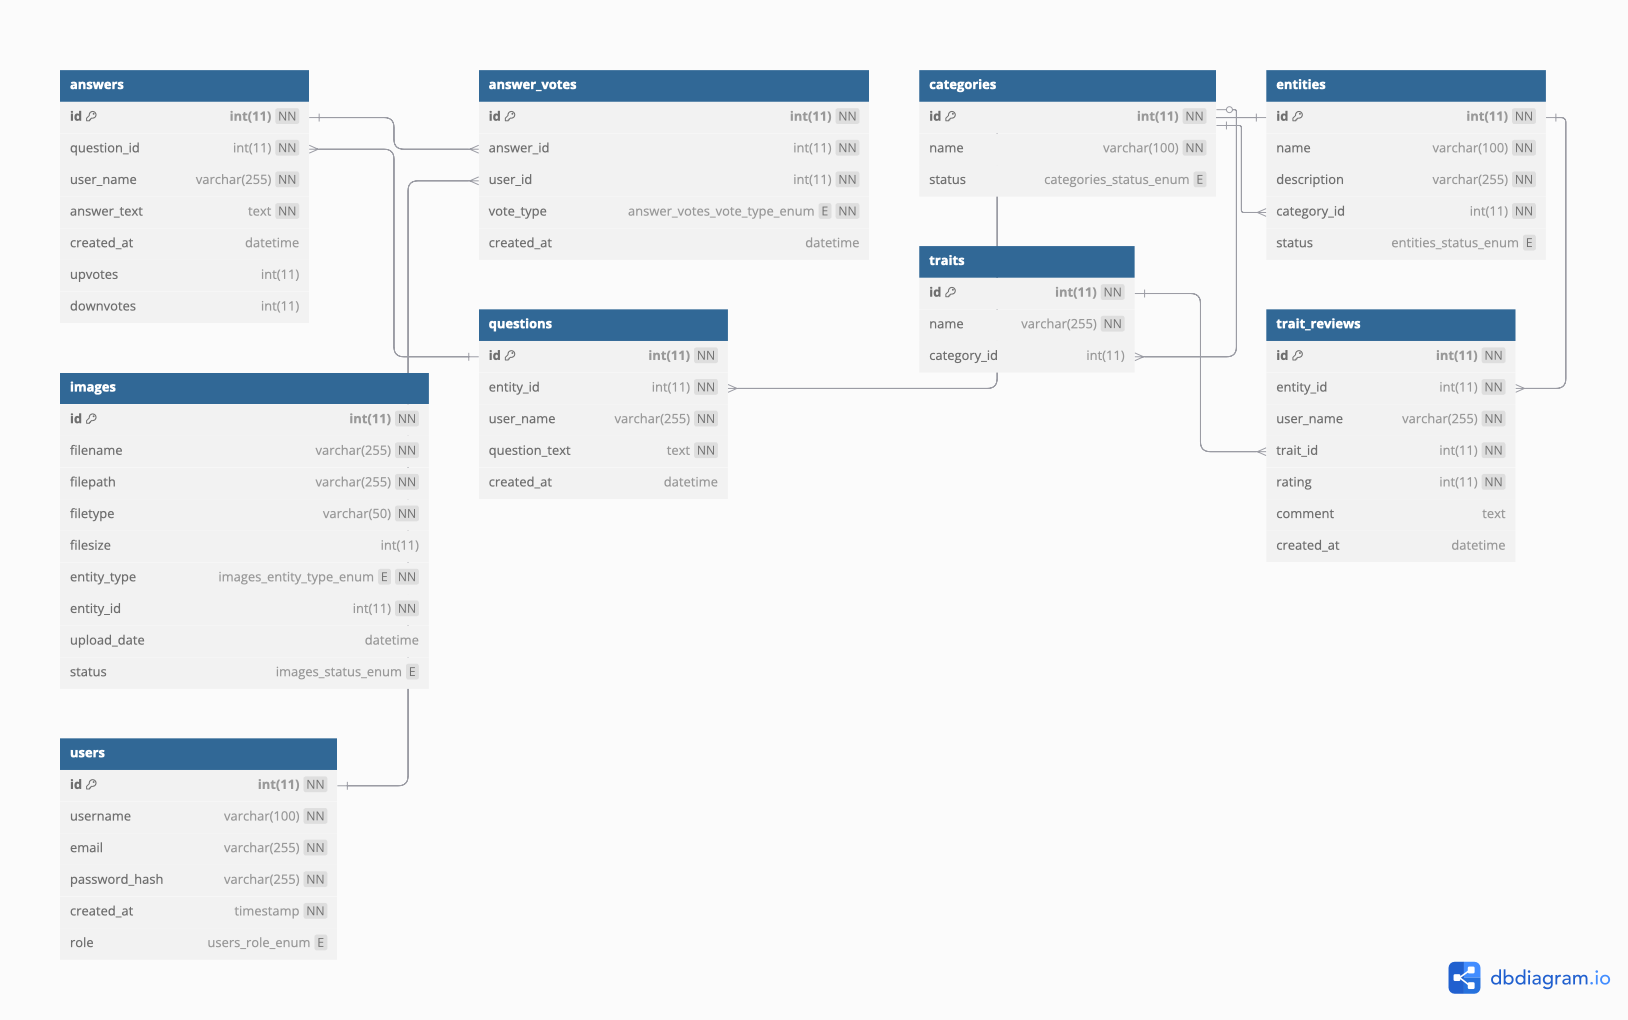 answers
id int(11) NN
question_id int(11) NN
user_name varchar(255) NN
answer_text text NN
created_at datetime
upvotes int(11)
downvotes int(11)
answer_votes
id int(11) NN
answer_id int(11) NN
user_id int(11) NN
vote_type answer_votes_vote_type_enum E NN
created_at datetime
categories
id int(11) NN
name varchar(100) NN
status categories_status_enum E
entities
id int(11) NN
name varchar(100) NN
description varchar(255) NN
category_id int(11) NN
status entities_status_enum E
traits
id int(11) NN
name varchar(255) NN
category_id int(11)
questions
id int(11) NN
entity_id int(11) NN
user_name varchar(255) NN
question_text text NN
created_at datetime
trait_reviews
id int(11) NN
entity_id int(11) NN
user_name varchar(255) NN
trait_id int(11) NN
rating int(11) NN
comment text
created_at datetime
images
id int(11) NN
filename varchar(255) NN
filepath varchar(255) NN
filetype varchar(50) NN
filesize int(11)
entity_type images_entity_type_enum E NN
entity_id int(11) NN
upload_date datetime
status images_status_enum E
users
id int(11) NN
username varchar(100) NN
email varchar(255) NN
password_hash varchar(255) NN
created_at timestamp NN
role users_role_enum E
dbdiagram.io